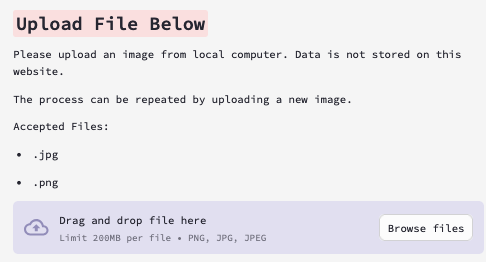 Upload File Below
Please upload an image from local computer. Data is not stored on this
website.
The process can be repeated by uploading a new image.
Accepted Files:
• .jpg
• .png
Drag and drop file here
Limit 200MB per file • PNG, JPG, JPEG
Browse files